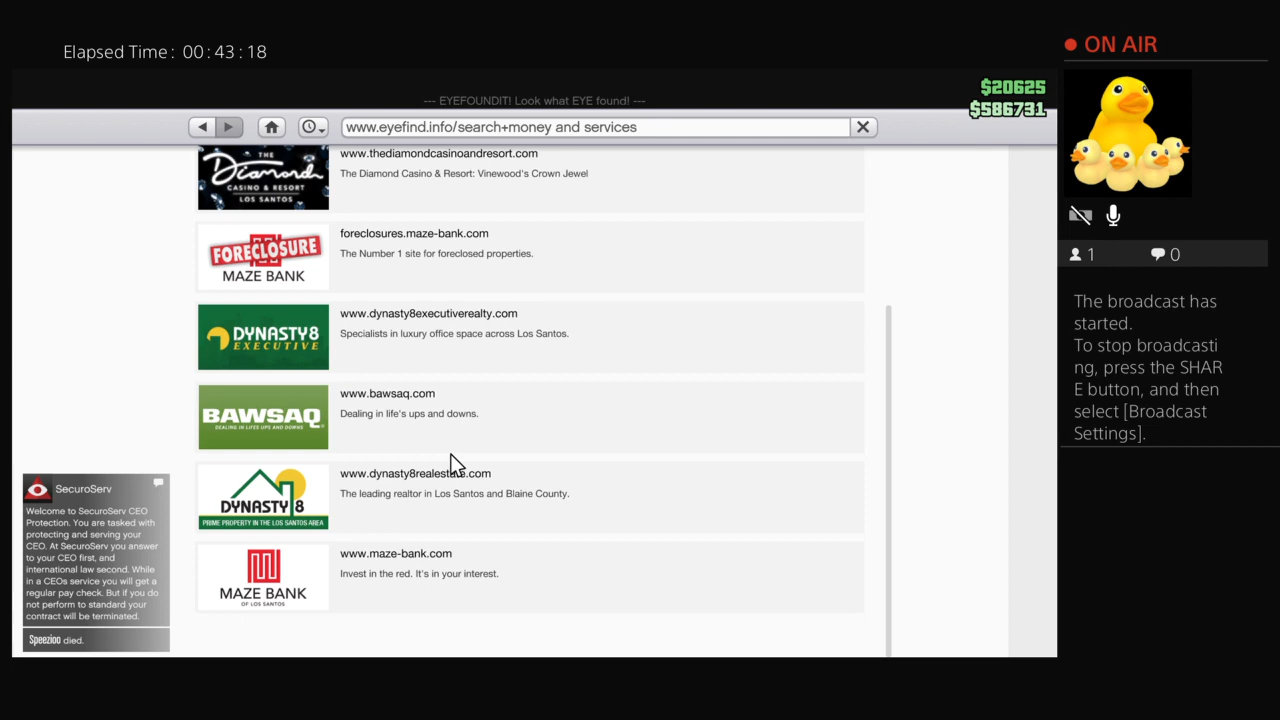 Elapsed Time: 00:43:18
ON AIR
$20625
$586731
--- EYEFOUNDIT! Look what EYE found! ---
www.eyefind.info/search+money and services
THE
Diamond
CASINO & RESORT
LOS SANTOS
www.thediamondcasinoandresort.com
The Diamond Casino & Resort: Vinewood's Crown Jewel
FORECLOSURE
MAZE BANK
foreclosures.maze-bank.com
The Number 1 site for foreclosed properties.
DYNASTY8
EXECUTIVE
www.dynasty8executiverealty.com
Specialists in luxury office space across Los Santos.
BAWSAQ
DEALING IN LIFE'S UPS AND DOWNS
www.bawsaq.com
Dealing in life's ups and downs.
DYNASTY 8
PRIME PROPERTY IN THE LOS SANTOS AREA
www.dynasty8realestate.com
The leading realtor in Los Santos and Blaine County.
MAZE BANK
OF LOS SANTOS
www.maze-bank.com
Invest in the red. It's in your interest.
SecuroServ
Welcome to SecuroServ CEO
Protection. You are tasked with
protecting and serving your
CEO. At SecuroServ you answer
to your CEO first, and
international law second. While
in a CEOs service you will get a
regular pay check. But if you do
not perform to standard your
contract will be terminated.
Speezioo died.
1
0
The broadcast has
started.
To stop broadcasti
ng, press the SHAR
E button, and then
select [Broadcast
Settings].